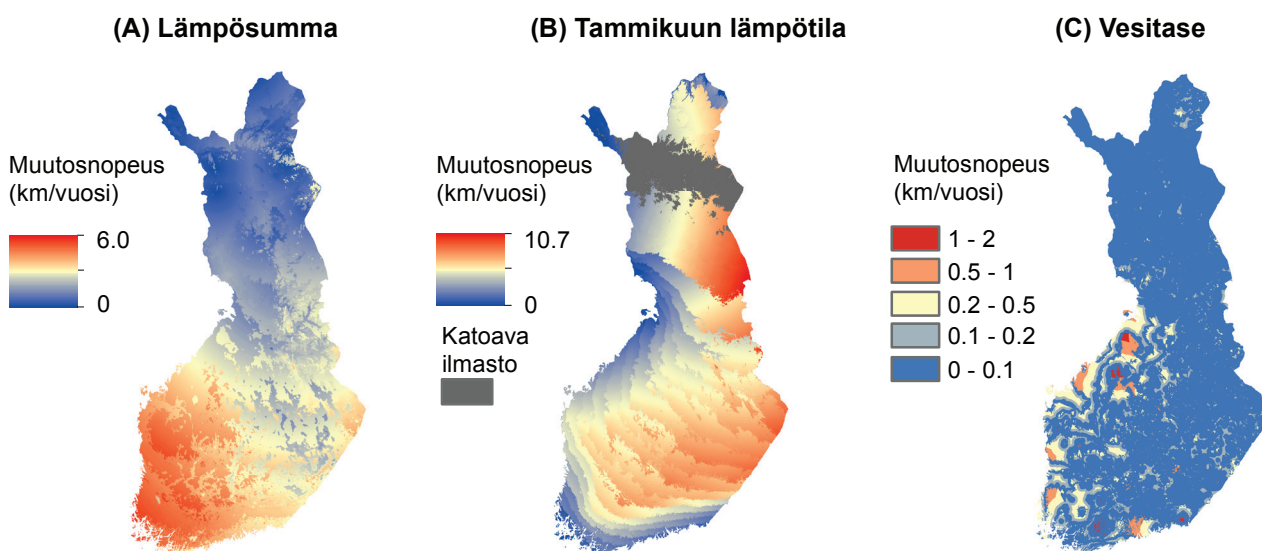 (A) Lämpösumma
(B) Tammikuun lämpötila
(C) Vesitase
Muutosnopeus
(km/vuosi)
6.0
0
Muutosnopeus
(km/vuosi)
10.7
0
Katoava
ilmasto
Muutosnopeus
(km/vuosi)
1 - 2
0.5 - 1
0.2 - 0.5
0.1 - 0.2
0 - 0.1